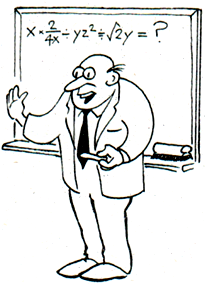 x × 2/4x ÷ yz² ÷ √2y = ?